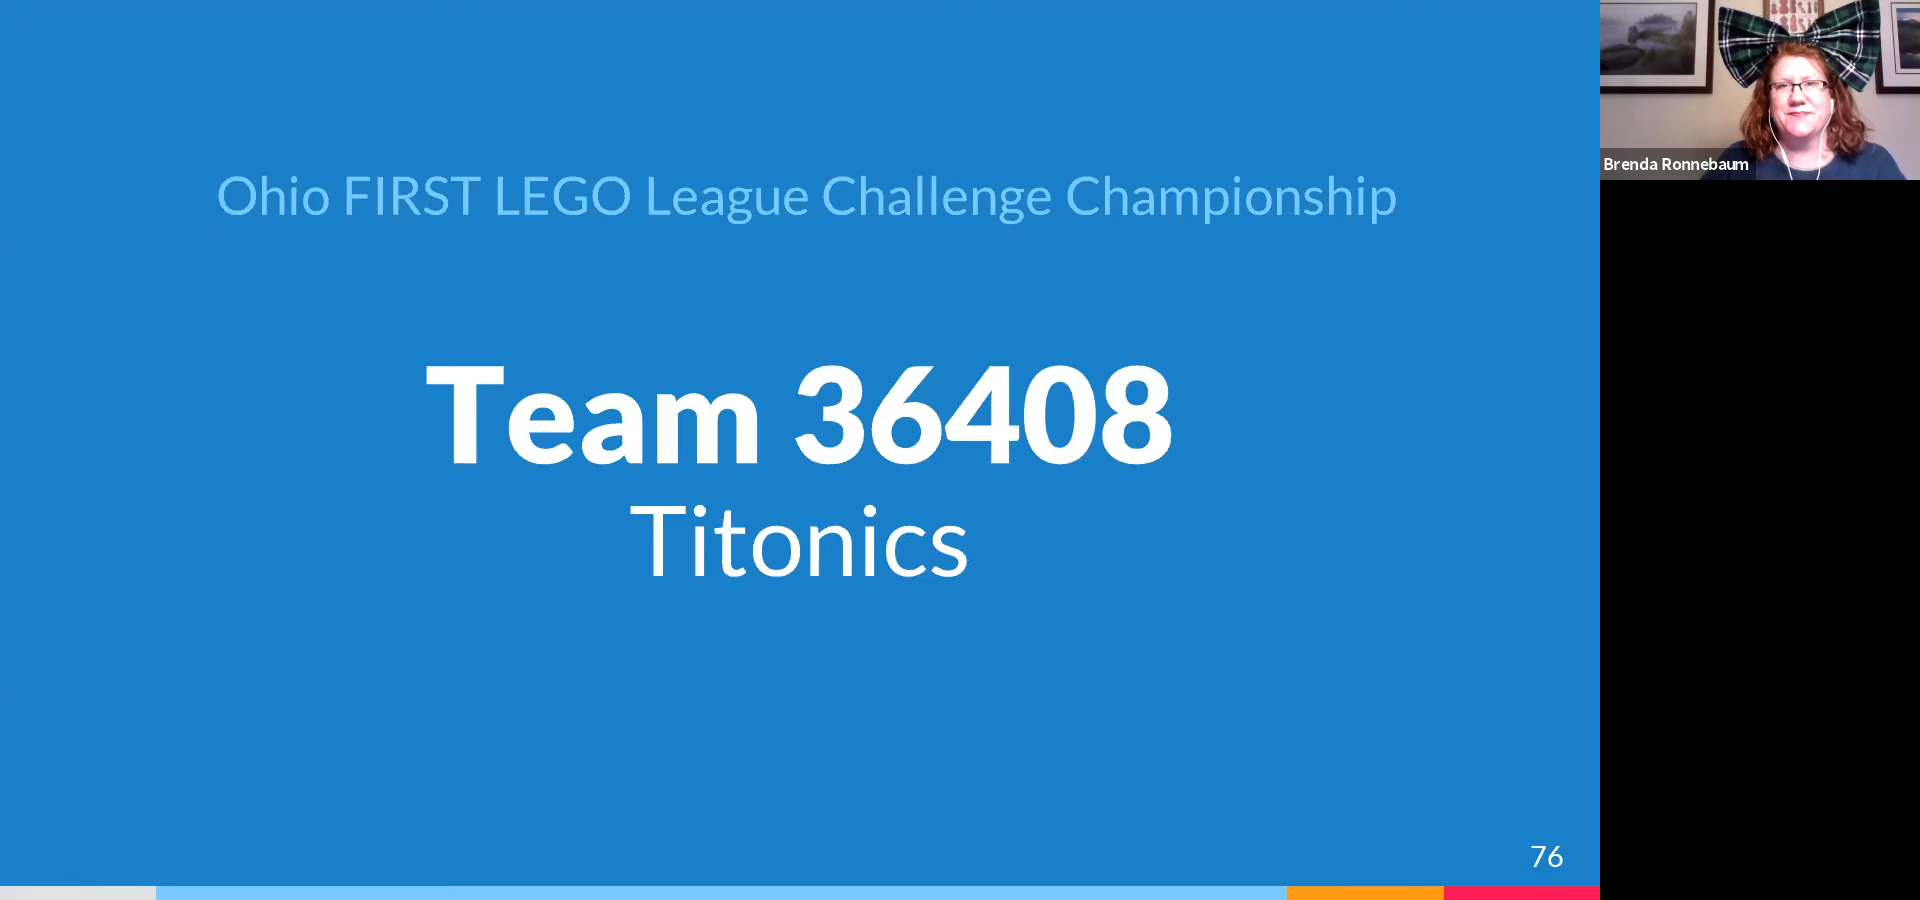 Ohio FIRST LEGO League Challenge Championship
Team 36408
Titonics
76
Brenda Ronnebaum